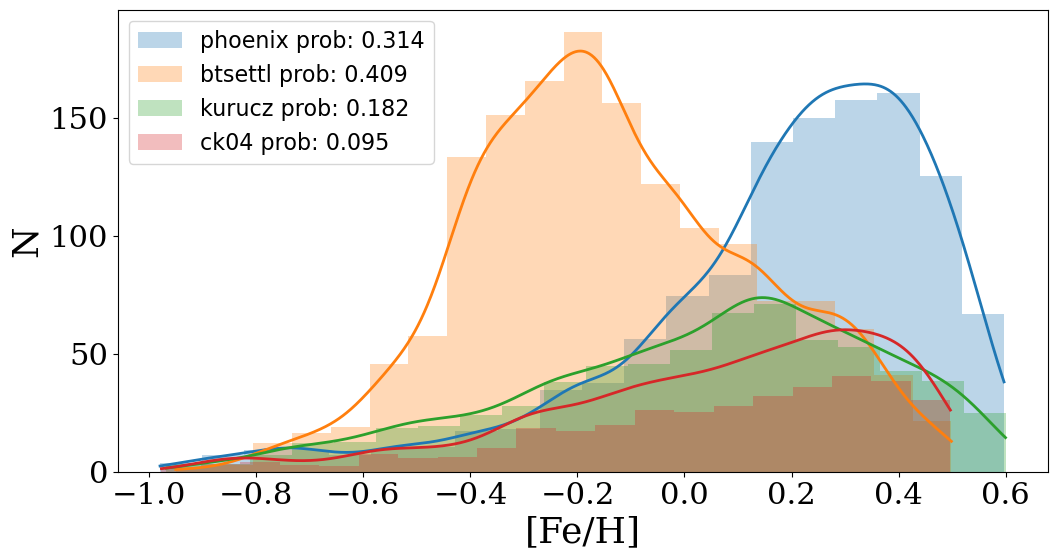 phoenix prob: 0.314
btsettl prob: 0.409
kurucz prob: 0.182
ck04 prob: 0.095
N
150
100
50
0
−1.0 −0.8 −0.6 −0.4 −0.2 0.0 0.2 0.4 0.6
[Fe/H]